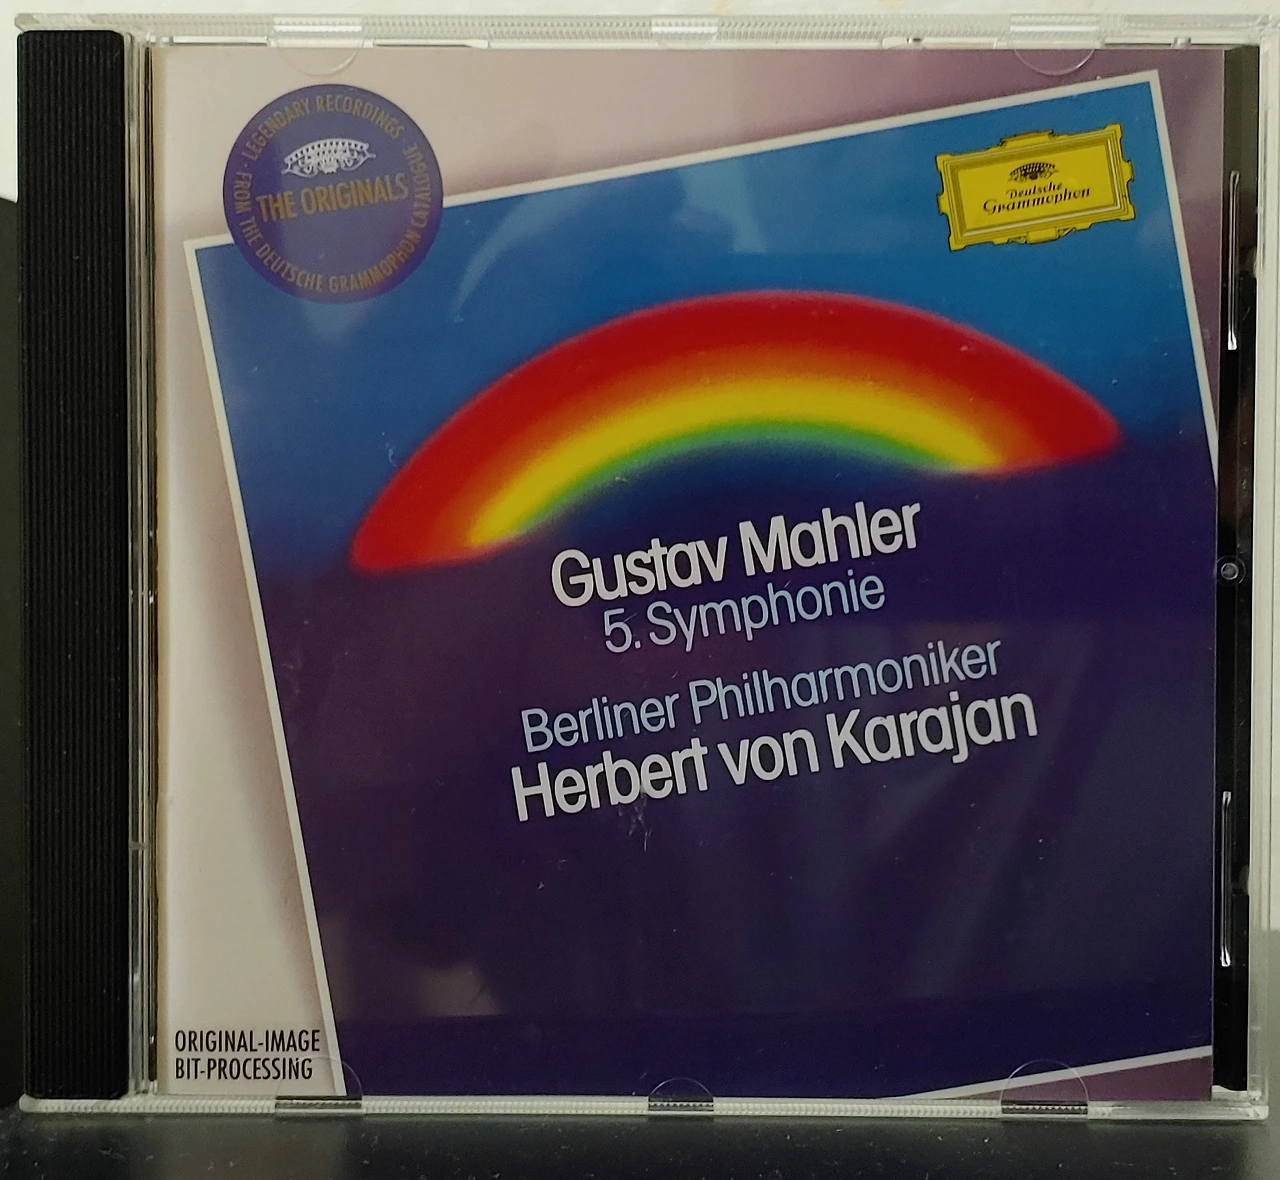 LEGENDARY RECORDINGS
THE ORIGINALS
FROM THE DEUTSCHE GRAMMOPHON CATALOGUE
Deutsche
Grammophon
Gustav Mahler
5. Symphonie
Berliner Philharmoniker
Herbert von Karajan
ORIGINAL-IMAGE
BIT-PROCESSING